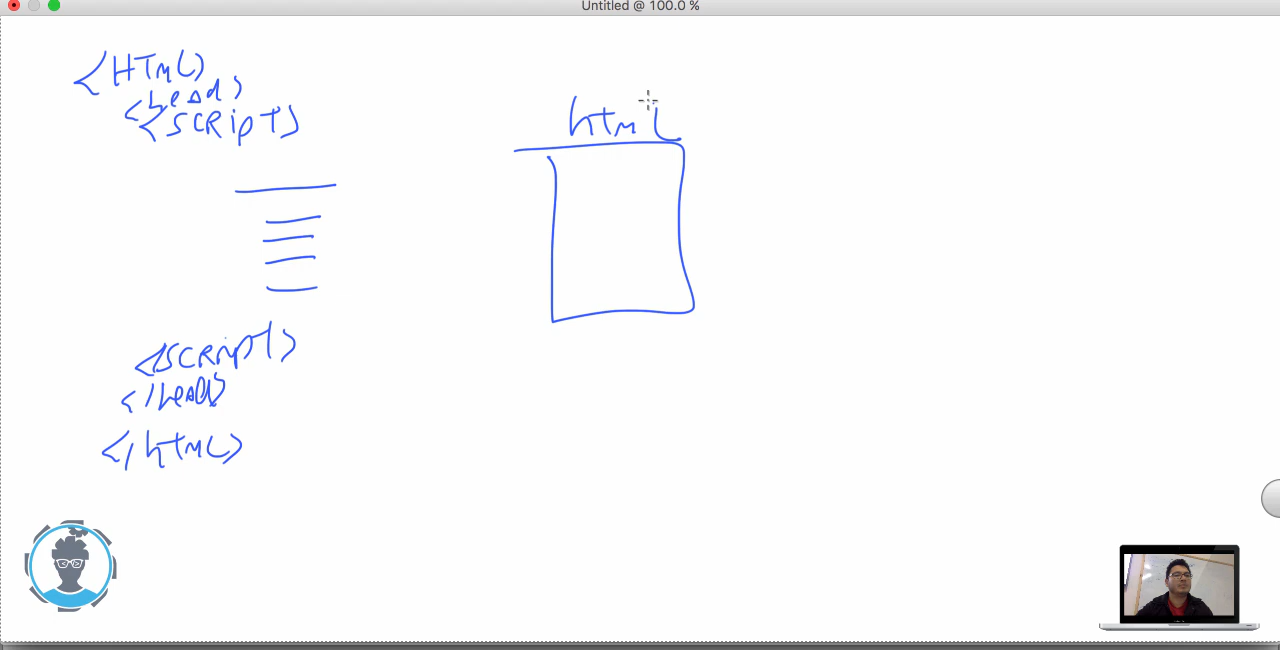 Untitled @ 100.0 %
<HTmL>
<head>
<SCRipT>
html
<SCRipt>
</head>
</htmL>